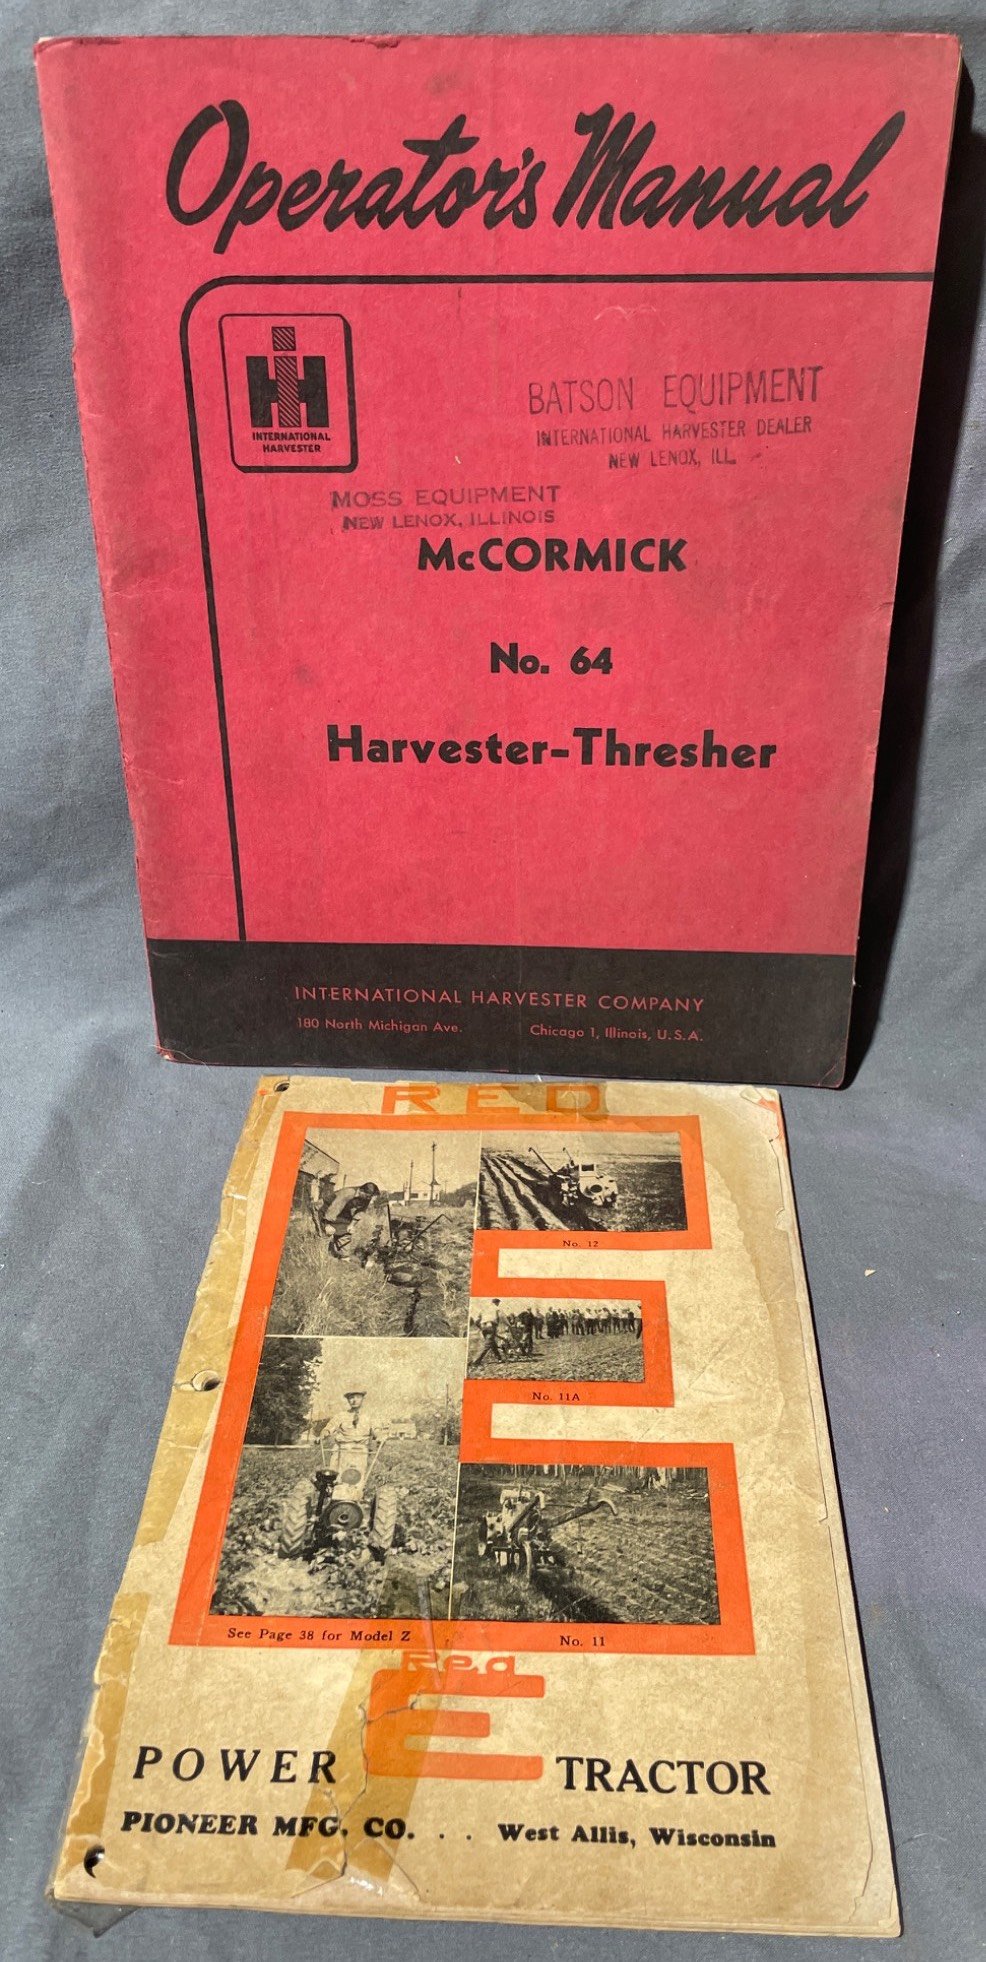 Operator's Manual
IH
INTERNATIONAL
HARVESTER
BATSON EQUIPMENT
INTERNATIONAL HARVESTER DEALER
NEW LENOX, ILL.
MOSS EQUIPMENT
NEW LENOX, ILLINOIS
McCORMICK
No. 64
Harvester-Thresher
INTERNATIONAL HARVESTER COMPANY
180 North Michigan Ave. Chicago 1, Illinois, U.S.A.
RED
E
No. 12
No. 11A
See Page 38 for Model Z
No. 11
Red
E
POWER TRACTOR
PIONEER MFG. CO. . . West Allis, Wisconsin